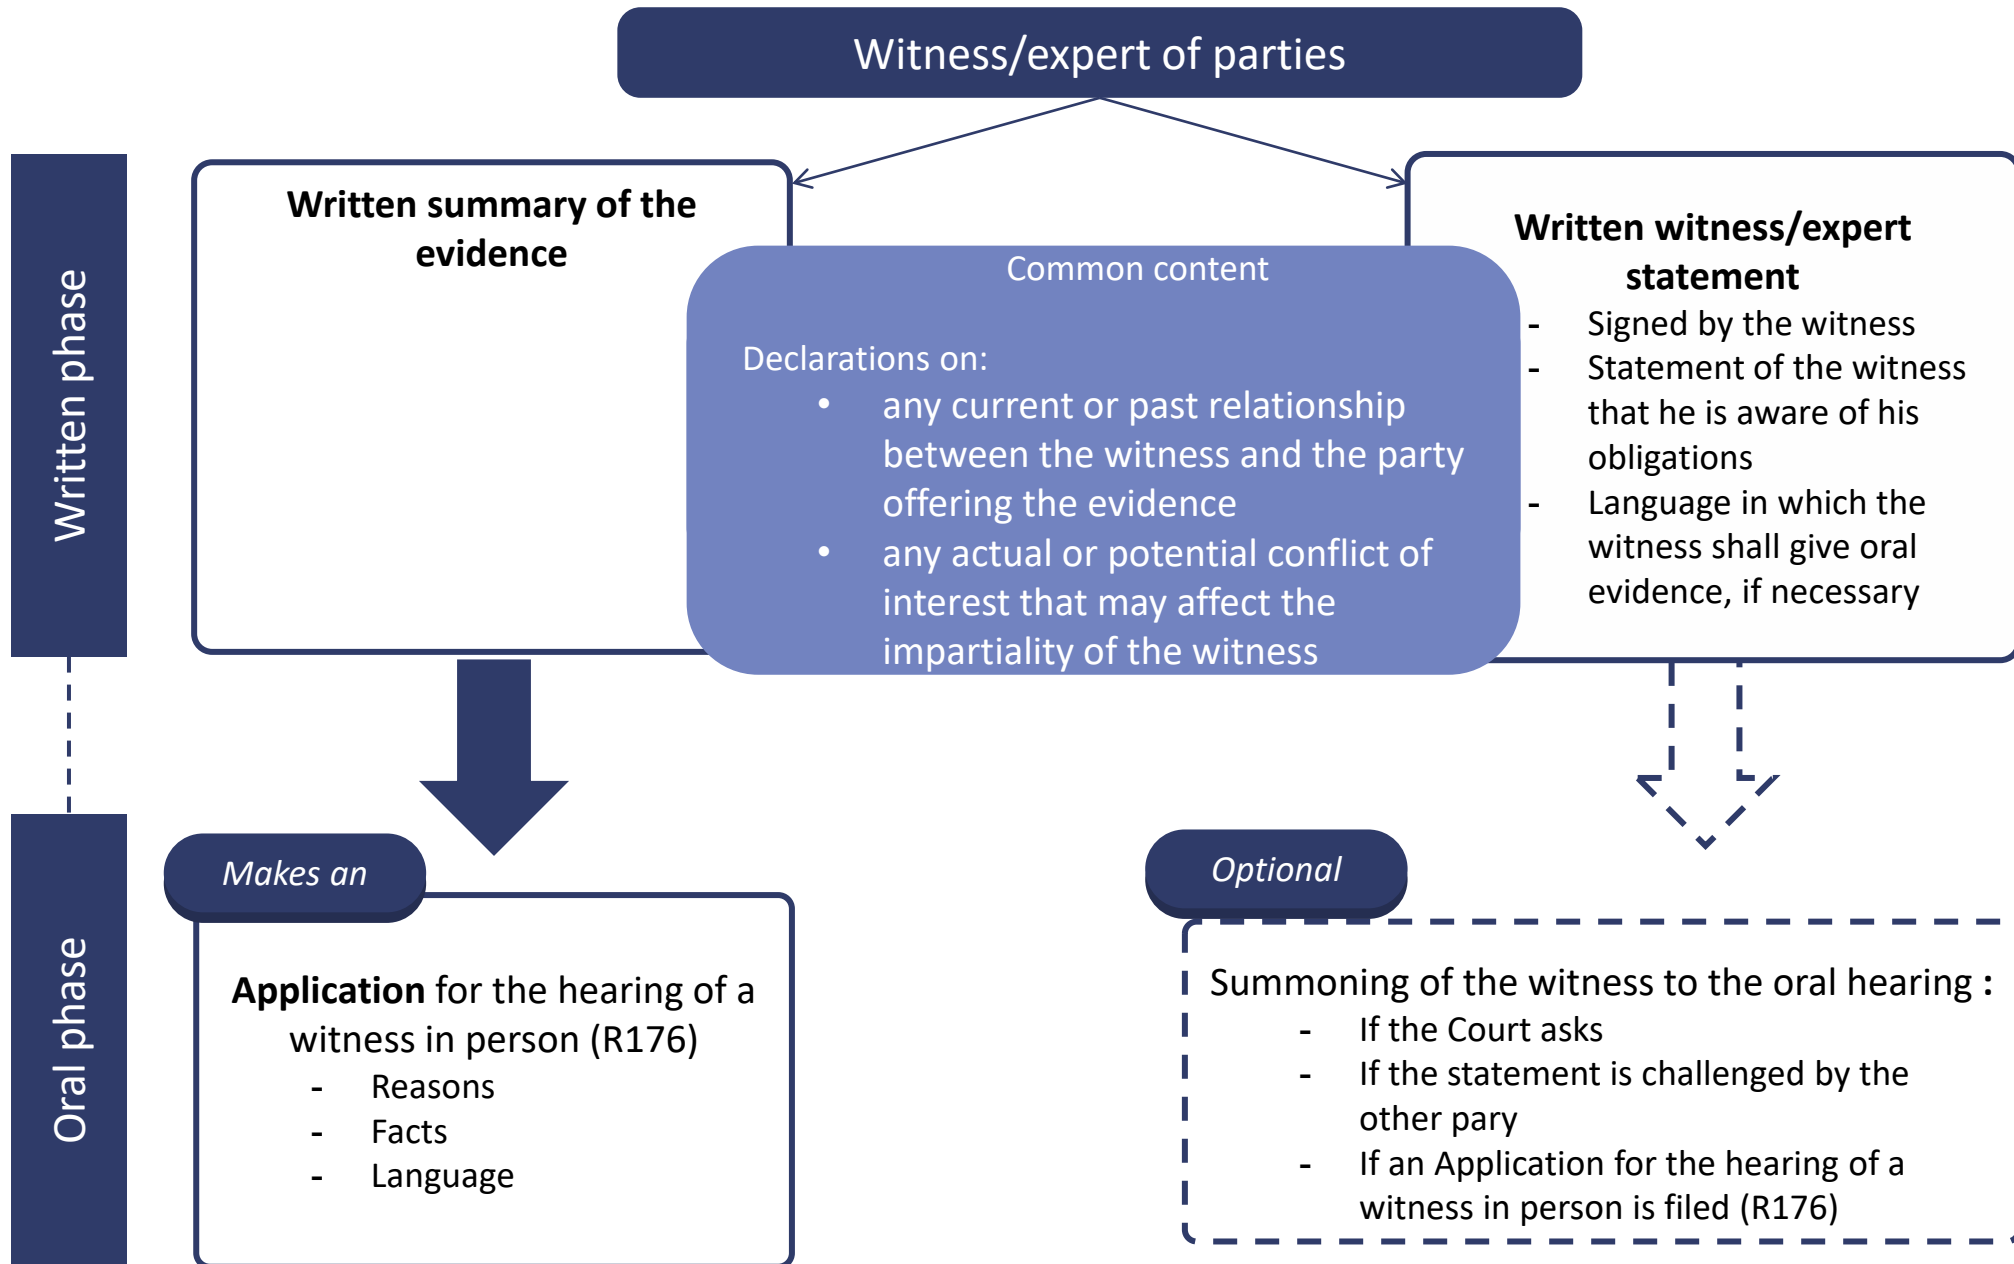 Witness/expert of parties
Written phase
Written summary of the
evidence
Common content
Declarations on:
• any current or past relationship
between the witness and the party
offering the evidence
• any actual or potential conflict of
interest that may affect the
impartiality of the witness
Written witness/expert
statement
- Signed by the witness
- Statement of the witness
that he is aware of his
obligations
- Language in which the
witness shall give oral
evidence, if necessary
Oral phase
Makes an
Application for the hearing of a
witness in person (R176)
- Reasons
- Facts
- Language
Optional
Summoning of the witness to the oral hearing :
- If the Court asks
- If the statement is challenged by the
other pary
- If an Application for the hearing of a
witness in person is filed (R176)